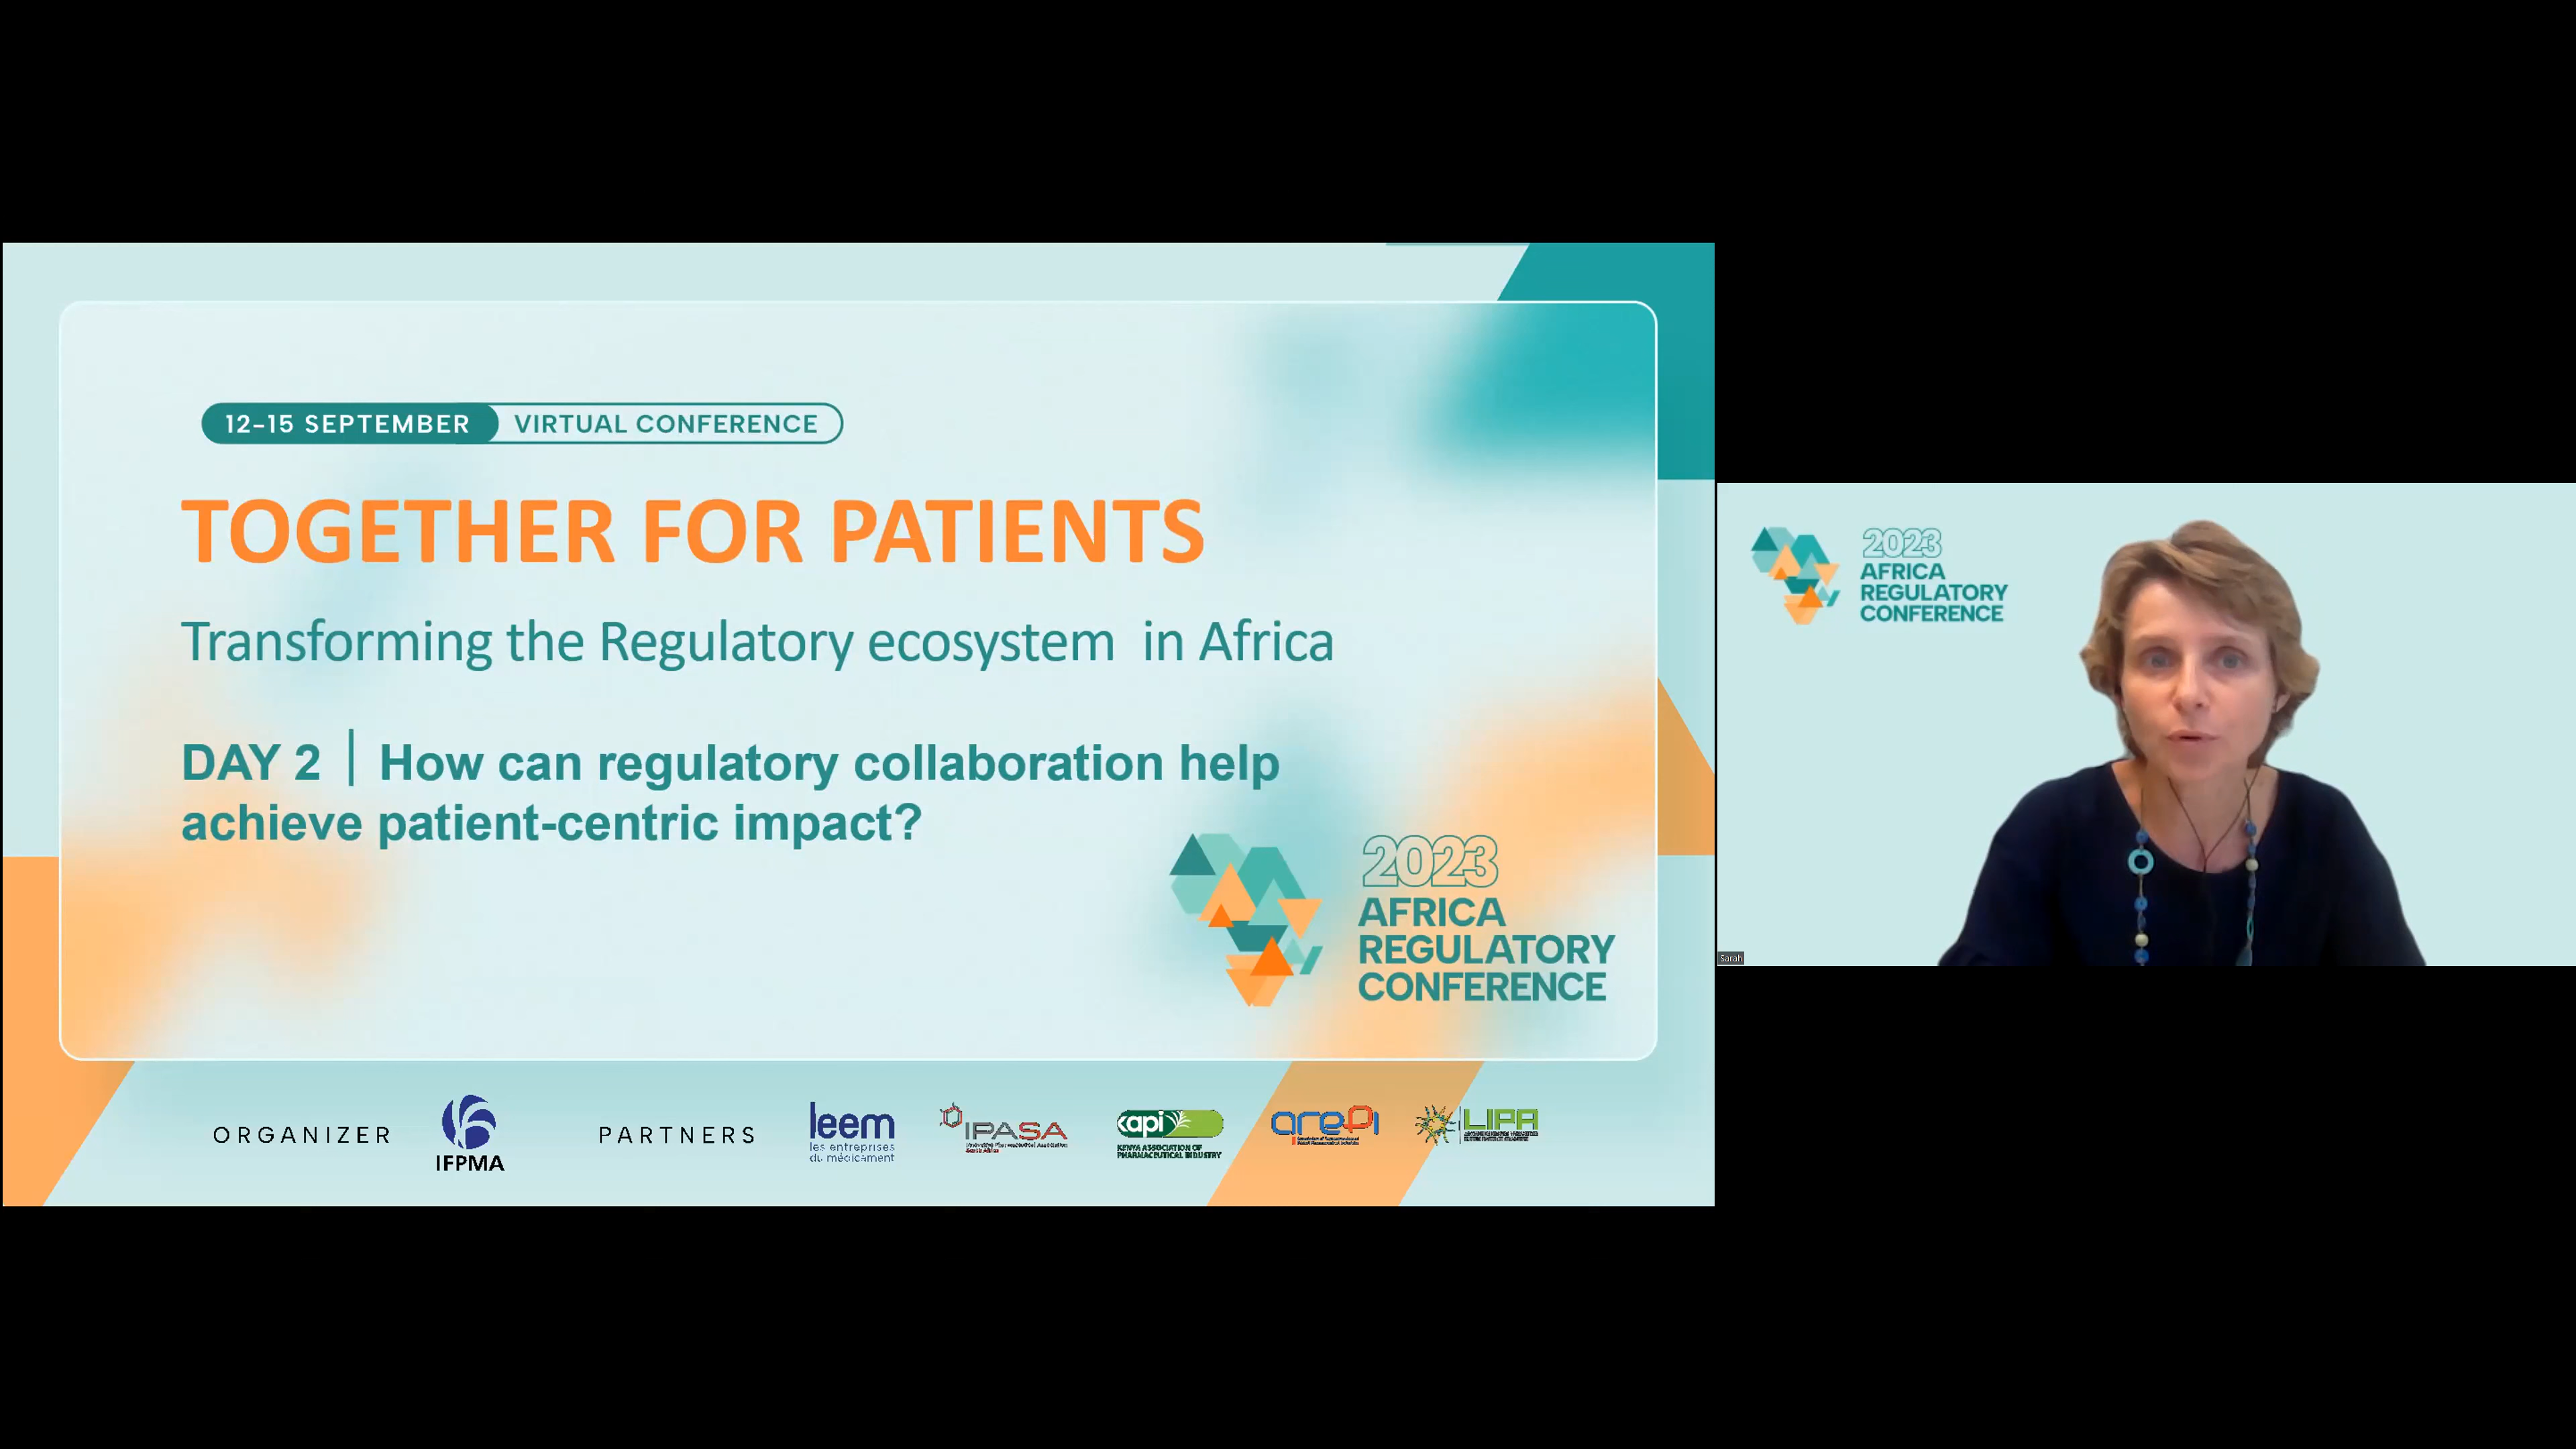 12-15 SEPTEMBER VIRTUAL CONFERENCE
TOGETHER FOR PATIENTS
Transforming the Regulatory ecosystem in Africa
DAY 2 | How can regulatory collaboration help
achieve patient-centric impact?
2023
AFRICA
REGULATORY
CONFERENCE
ORGANIZER
IFPMA
PARTNERS
leem
les entreprises
du médicament
IPASA
kapi
KENYA ASSOCIATION OF
PHARMACEUTICAL INDUSTRY
arePi
LIPA
2023
AFRICA
REGULATORY
CONFERENCE
Sarah